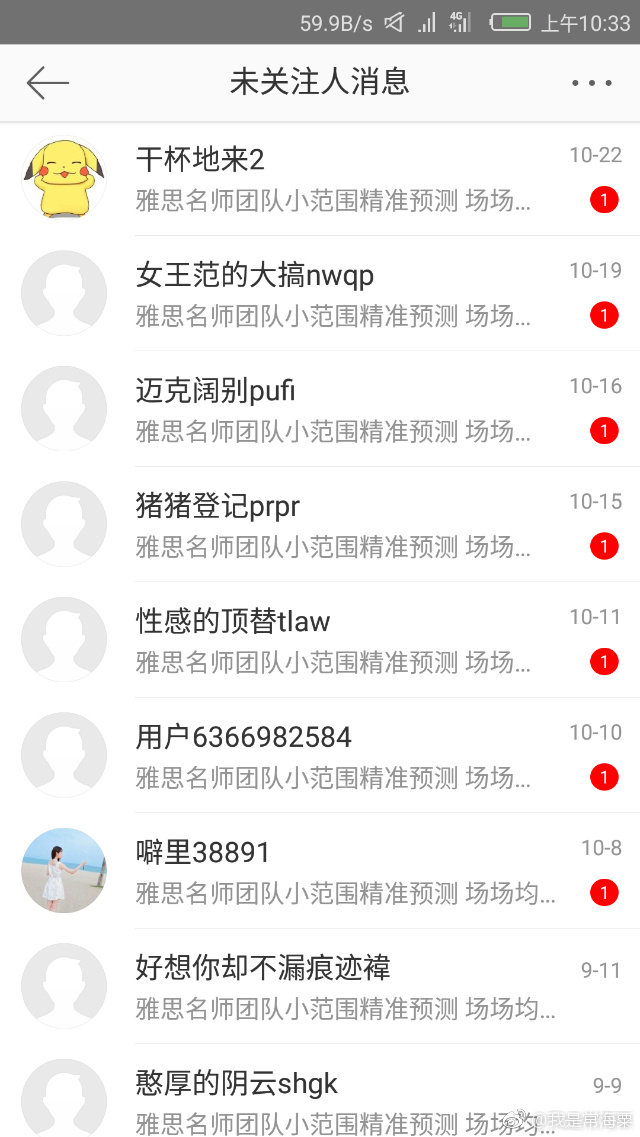 59.9B/s 4G 上午10:33
未关注人消息
干杯地来2 10-22
雅思名师团队小范围精准预测 场场... 1
女王范的大搞nwqp 10-19
雅思名师团队小范围精准预测 场场... 1
迈克阔别pufi 10-16
雅思名师团队小范围精准预测 场场... 1
猪猪登记prpr 10-15
雅思名师团队小范围精准预测 场场... 1
性感的顶替tlaw 10-11
雅思名师团队小范围精准预测 场场... 1
用户6366982584 10-10
雅思名师团队小范围精准预测 场场... 1
噼里38891 10-8
雅思名师团队小范围精准预测 场场均... 1
好想你却不漏痕迹褘 9-11
雅思名师团队小范围精准预测 场场均...
憨厚的阴云shgk 9-9
雅思名师团队小范围精准预测 场场均...
@我是常海粟